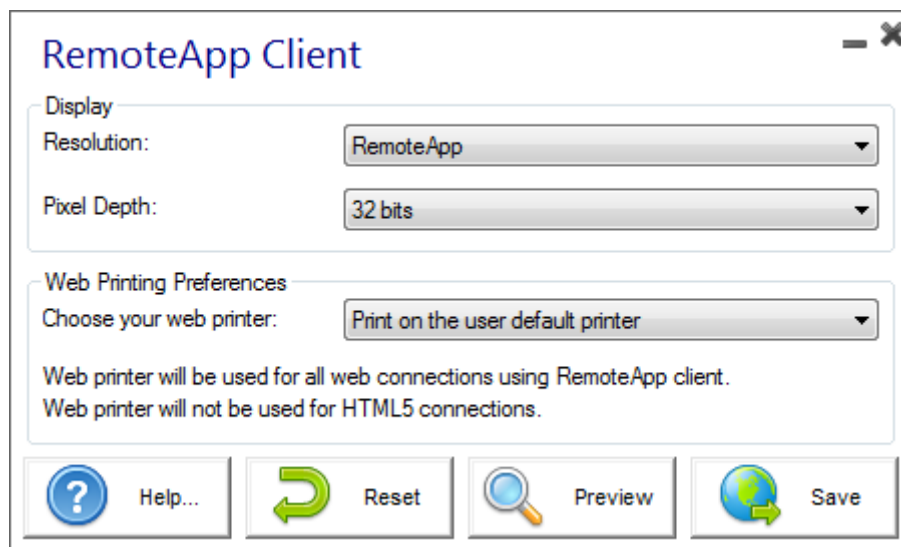 RemoteApp Client
Display
Resolution:
RemoteApp
Pixel Depth:
32 bits
Web Printing Preferences
Choose your web printer:
Print on the user default printer
Web printer will be used for all web connections using RemoteApp client.
Web printer will not be used for HTML5 connections.
Help...
Reset
Preview
Save